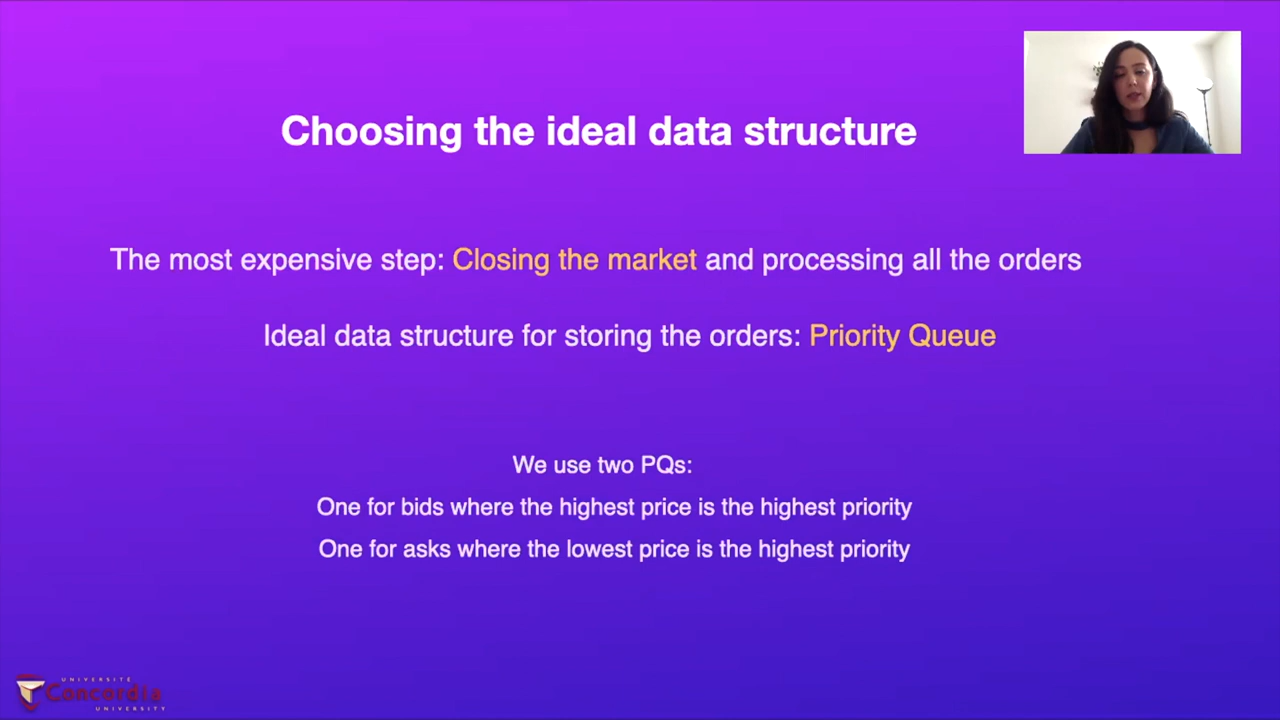 Choosing the ideal data structure
The most expensive step: Closing the market and processing all the orders
Ideal data structure for storing the orders: Priority Queue
We use two PQs:
One for bids where the highest price is the highest priority
One for asks where the lowest price is the highest priority
UNIVERSITÉ
Concordia
UNIVERSITY